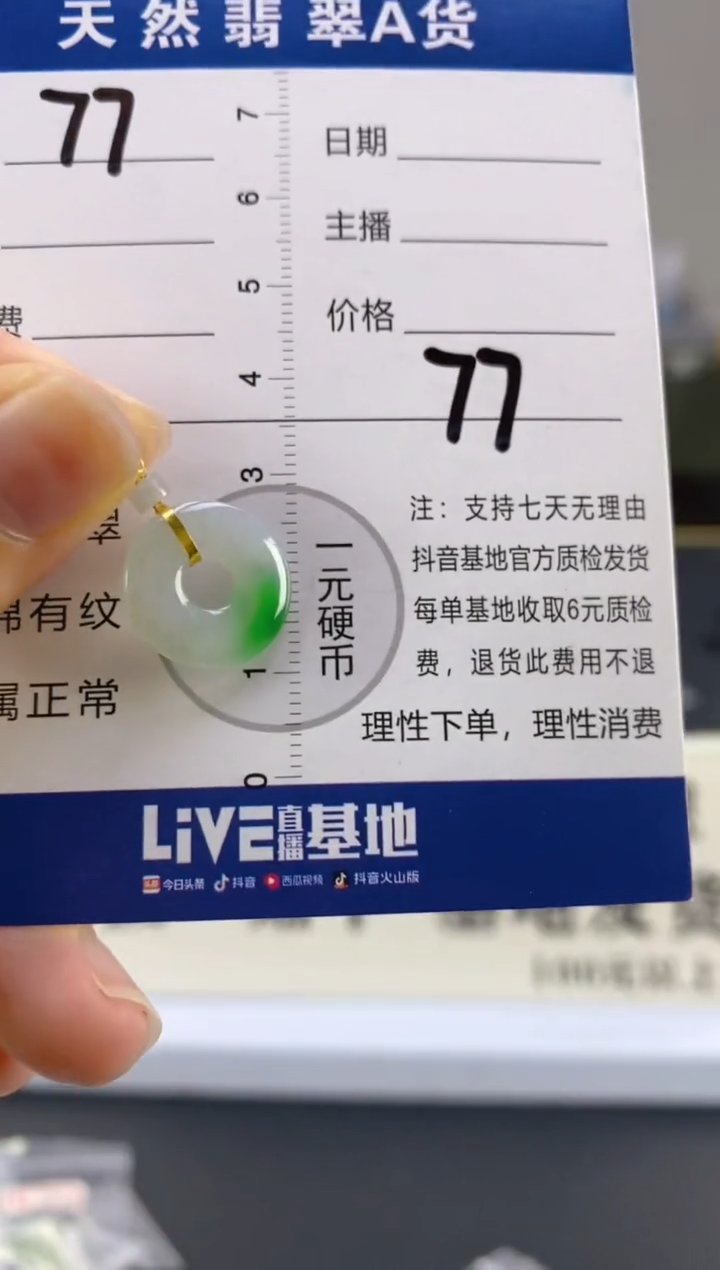 天然翡翠A货
77
费
翠
棉有纹
属正常
7
6
5
4
3
1
0
一元硬币
日期
主播
价格
77
注：支持七天无理由
抖音基地官方质检发货
每单基地收取6元质检
费，退货此费用不退
理性下单，理性消费
LiVE直播基地
今日头条 抖音 西瓜视频 抖音火山版